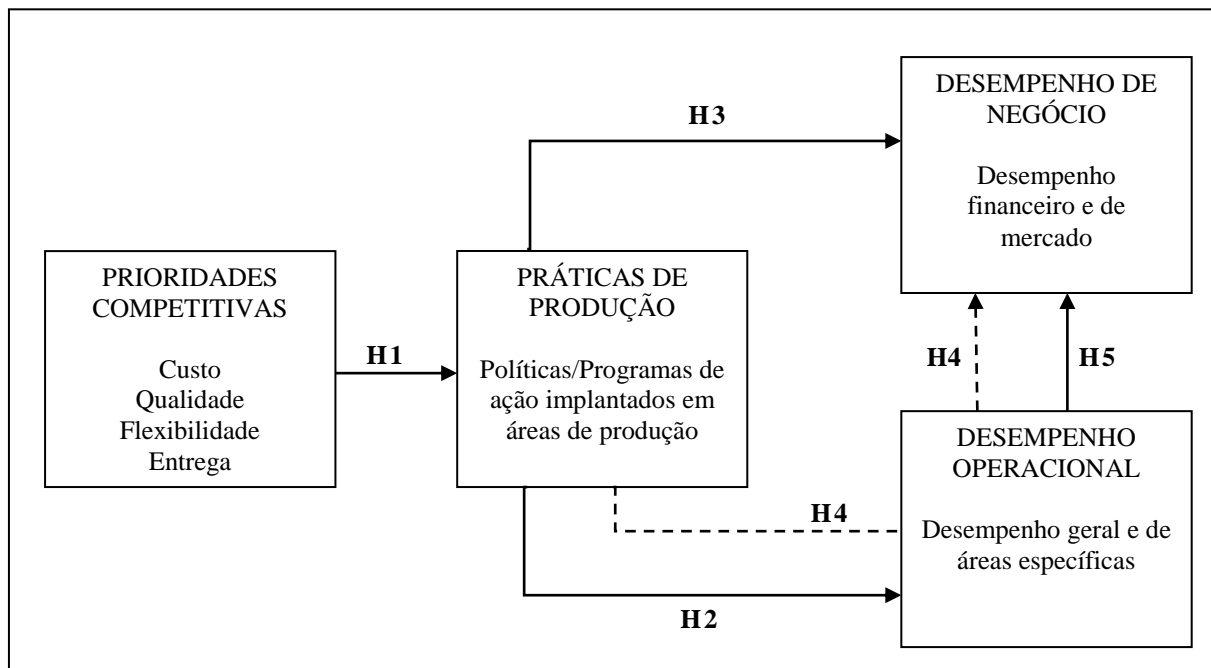 PRIORIDADES
COMPETITIVAS
Custo
Qualidade
Flexibilidade
Entrega
H1
PRÁTICAS DE
PRODUÇÃO
Políticas/Programas de
ação implantados em
áreas de produção
H3
H4
H2
DESEMPENHO DE
NEGÓCIO
Desempenho
financeiro e de
mercado
H4
H5
DESEMPENHO
OPERACIONAL
Desempenho geral e de
áreas específicas